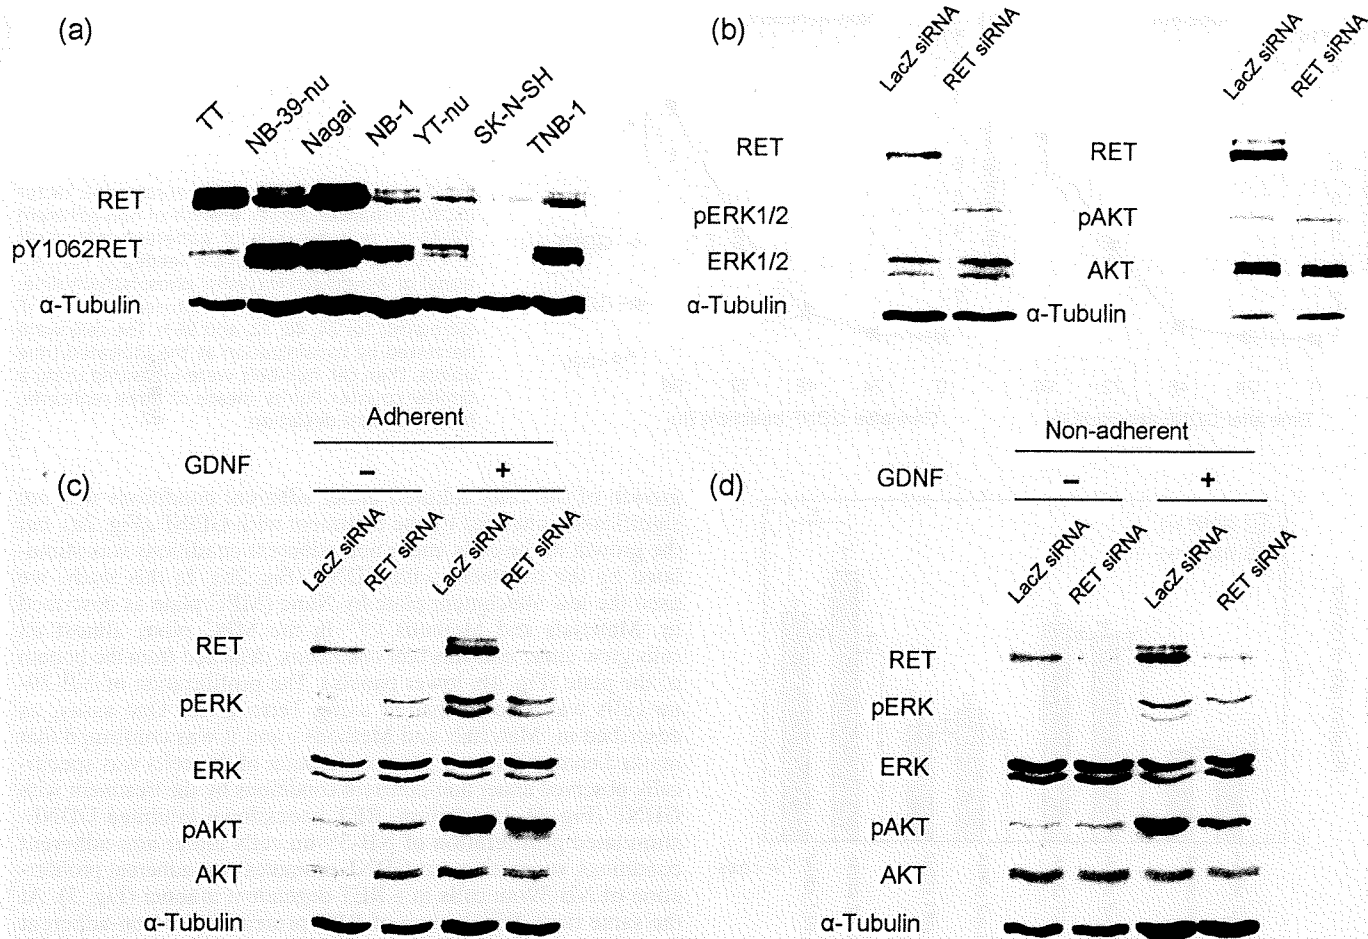 (a)
TT NB-39-nu Nagai NB-1 YT-nu SK-N-SH TNB-1
RET
pY1062RET
α-Tubulin
(b)
LacZ siRNA RET siRNA
RET
pERK1/2
ERK1/2
α-Tubulin
LacZ siRNA RET siRNA
RET
pAKT
AKT
α-Tubulin
(c)
Adherent
GDNF – +
LacZ siRNA RET siRNA LacZ siRNA RET siRNA
RET
pERK
ERK
pAKT
AKT
α-Tubulin
(d)
Non-adherent
GDNF – +
LacZ siRNA RET siRNA LacZ siRNA RET siRNA
RET
pERK
ERK
pAKT
AKT
α-Tubulin